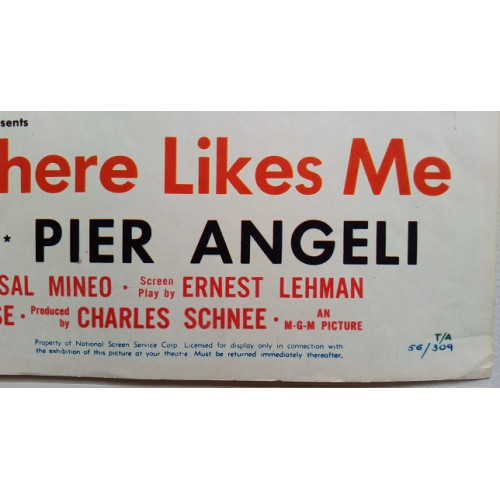 sents
here Likes Me
* PIER ANGELI
SAL MINEO • Screen Play by ERNEST LEHMAN
SE • Produced by CHARLES SCHNEE • AN M-G-M PICTURE
Property of National Screen Service Corp. Licensed for display only in connection with
the exhibition of this picture at your theatre. Must be returned immediately thereafter.
T/A
56/309